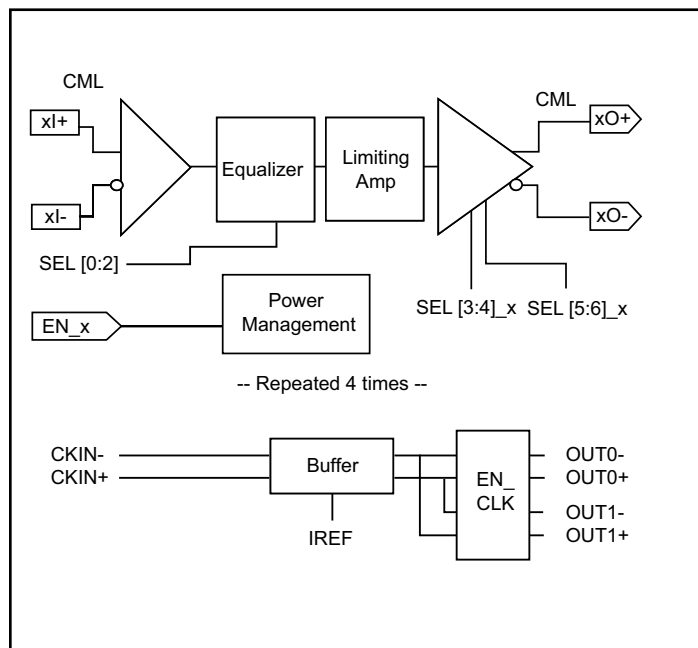 CML
xI+
xI-
Equalizer
Limiting
Amp
CML
xO+
xO-
SEL [0:2]
SEL [3:4]_x
SEL [5:6]_x
EN_x
Power
Management
-- Repeated 4 times --
CKIN-
CKIN+
Buffer
IREF
EN_
CLK
OUT0-
OUT0+
OUT1-
OUT1+